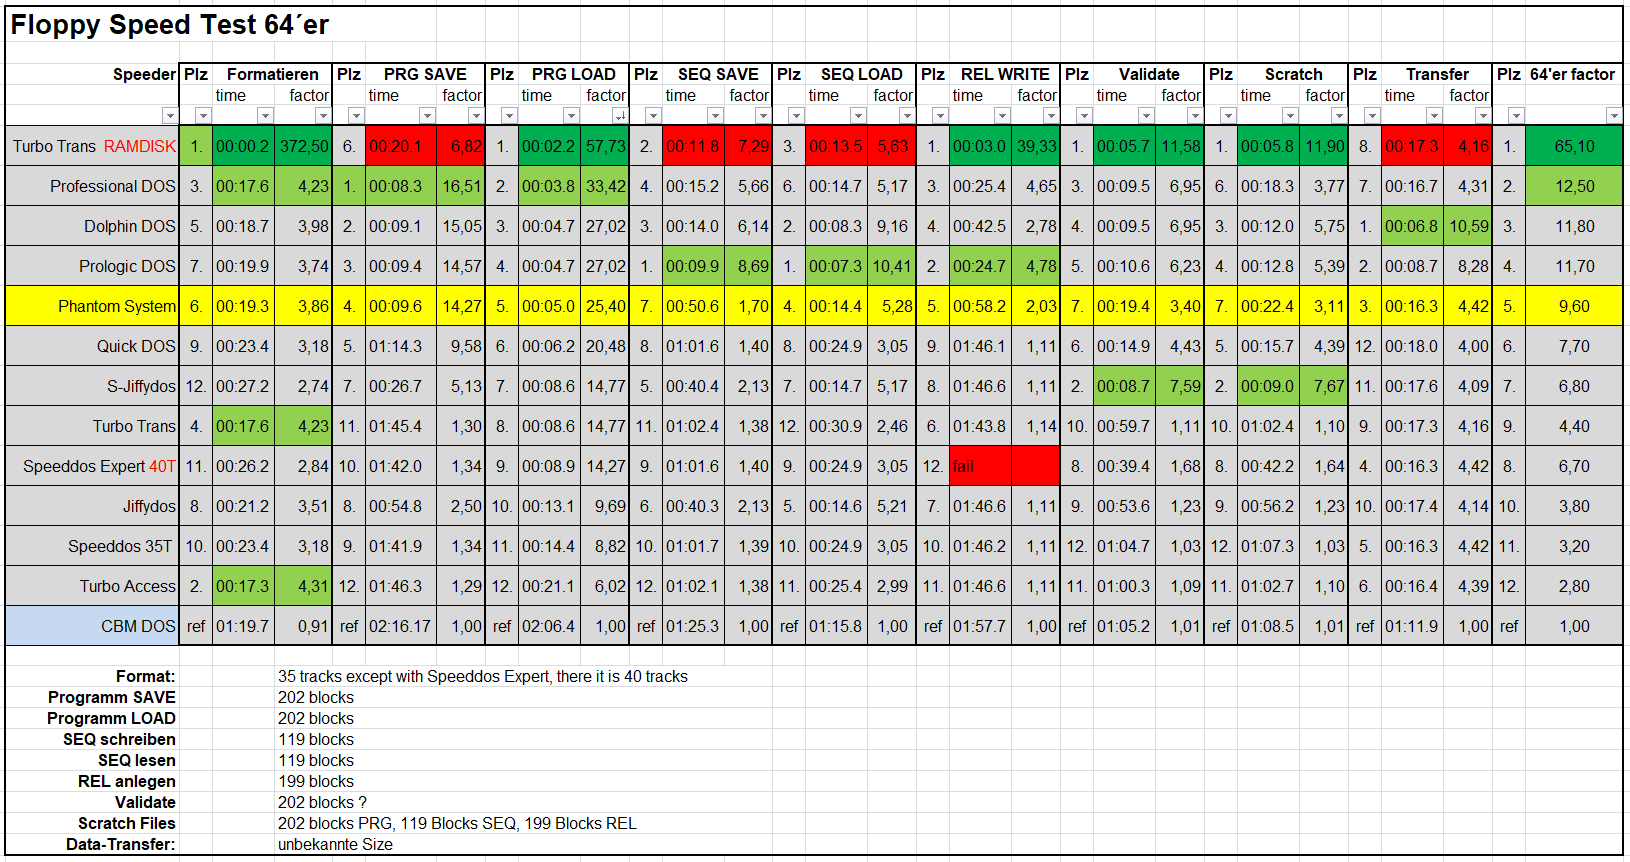 Floppy Speed Test 64´er
Speeder Plz Formatieren Plz PRG SAVE Plz PRG LOAD Plz SEQ SAVE Plz SEQ LOAD Plz REL WRITE Plz Validate Plz Scratch Plz Transfer Plz 64'er factor
time factor time factor time factor time factor time factor time factor time factor time factor time factor
Turbo Trans RAMDISK 1. 00:00.2 372,50 6. 00:20.1 6,82 1. 00:02.2 57,73 2. 00:11.8 7,29 3. 00:13.5 5,63 1. 00:03.0 39,33 1. 00:05.7 11,58 1. 00:05.8 11,90 8. 00:17.3 4,16 1. 65,10
Professional DOS 3. 00:17.6 4,23 1. 00:08.3 16,51 2. 00:03.8 33,42 4. 00:15.2 5,66 6. 00:14.7 5,17 3. 00:25.4 4,65 3. 00:09.5 6,95 6. 00:18.3 3,77 7. 00:16.7 4,31 2. 12,50
Dolphin DOS 5. 00:18.7 3,98 2. 00:09.1 15,05 3. 00:04.7 27,02 3. 00:14.0 6,14 2. 00:08.3 9,16 4. 00:42.5 2,78 4. 00:09.5 6,95 3. 00:12.0 5,75 1. 00:06.8 10,59 3. 11,80
Prologic DOS 7. 00:19.9 3,74 3. 00:09.4 14,57 4. 00:04.7 27,02 1. 00:09.9 8,69 1. 00:07.3 10,41 2. 00:24.7 4,78 5. 00:10.6 6,23 4. 00:12.8 5,39 2. 00:08.7 8,28 4. 11,70
Phantom System 6. 00:19.3 3,86 4. 00:09.6 14,27 5. 00:05.0 25,40 7. 00:50.6 1,70 4. 00:14.4 5,28 5. 00:58.2 2,03 7. 00:19.4 3,40 7. 00:22.4 3,11 3. 00:16.3 4,42 5. 9,60
Quick DOS 9. 00:23.4 3,18 5. 01:14.3 9,58 6. 00:06.2 20,48 8. 01:01.6 1,40 8. 00:24.9 3,05 9. 01:46.1 1,11 6. 00:14.9 4,43 5. 00:15.7 4,39 12. 00:18.0 4,00 6. 7,70
S-Jiffydos 12. 00:27.2 2,74 7. 00:26.7 5,13 7. 00:08.6 14,77 5. 00:40.4 2,13 7. 00:14.7 5,17 8. 01:46.6 1,11 2. 00:08.7 7,59 2. 00:09.0 7,67 11. 00:17.6 4,09 7. 6,80
Turbo Trans 4. 00:17.6 4,23 11. 01:45.4 1,30 8. 00:08.6 14,77 11. 01:02.4 1,38 12. 00:30.9 2,46 6. 01:43.8 1,14 10. 00:59.7 1,11 10. 01:02.4 1,10 9. 00:17.3 4,16 9. 4,40
Speeddos Expert 40T 11. 00:26.2 2,84 10. 01:42.0 1,34 9. 00:08.9 14,27 9. 01:01.6 1,40 9. 00:24.9 3,05 12. fail 8. 00:39.4 1,68 8. 00:42.2 1,64 4. 00:16.3 4,42 8. 6,70
Jiffydos 8. 00:21.2 3,51 8. 00:54.8 2,50 10. 00:13.1 9,69 6. 00:40.3 2,13 5. 00:14.6 5,21 7. 01:46.6 1,11 9. 00:53.6 1,23 9. 00:56.2 1,23 10. 00:17.4 4,14 10. 3,80
Speeddos 35T 10. 00:23.4 3,18 9. 01:41.9 1,34 11. 00:14.4 8,82 10. 01:01.7 1,39 10. 00:24.9 3,05 10. 01:46.2 1,11 12. 01:04.7 1,03 12. 01:07.3 1,03 5. 00:16.3 4,42 11. 3,20
Turbo Access 2. 00:17.3 4,31 12. 01:46.3 1,29 12. 00:21.1 6,02 12. 01:02.1 1,38 11. 00:25.4 2,99 11. 01:46.6 1,11 11. 01:00.3 1,09 11. 01:02.7 1,10 6. 00:16.4 4,39 12. 2,80
CBM DOS ref 01:19.7 0,91 ref 02:16.17 1,00 ref 02:06.4 1,00 ref 01:25.3 1,00 ref 01:15.8 1,00 ref 01:57.7 1,00 ref 01:05.2 1,01 ref 01:08.5 1,01 ref 01:11.9 1,00 ref 1,00
Format: 35 tracks except with Speeddos Expert, there it is 40 tracks
Programm SAVE 202 blocks
Programm LOAD 202 blocks
SEQ schreiben 119 blocks
SEQ lesen 119 blocks
REL anlegen 199 blocks
Validate 202 blocks ?
Scratch Files 202 blocks PRG, 119 Blocks SEQ, 199 Blocks REL
Data-Transfer: unbekannte Size